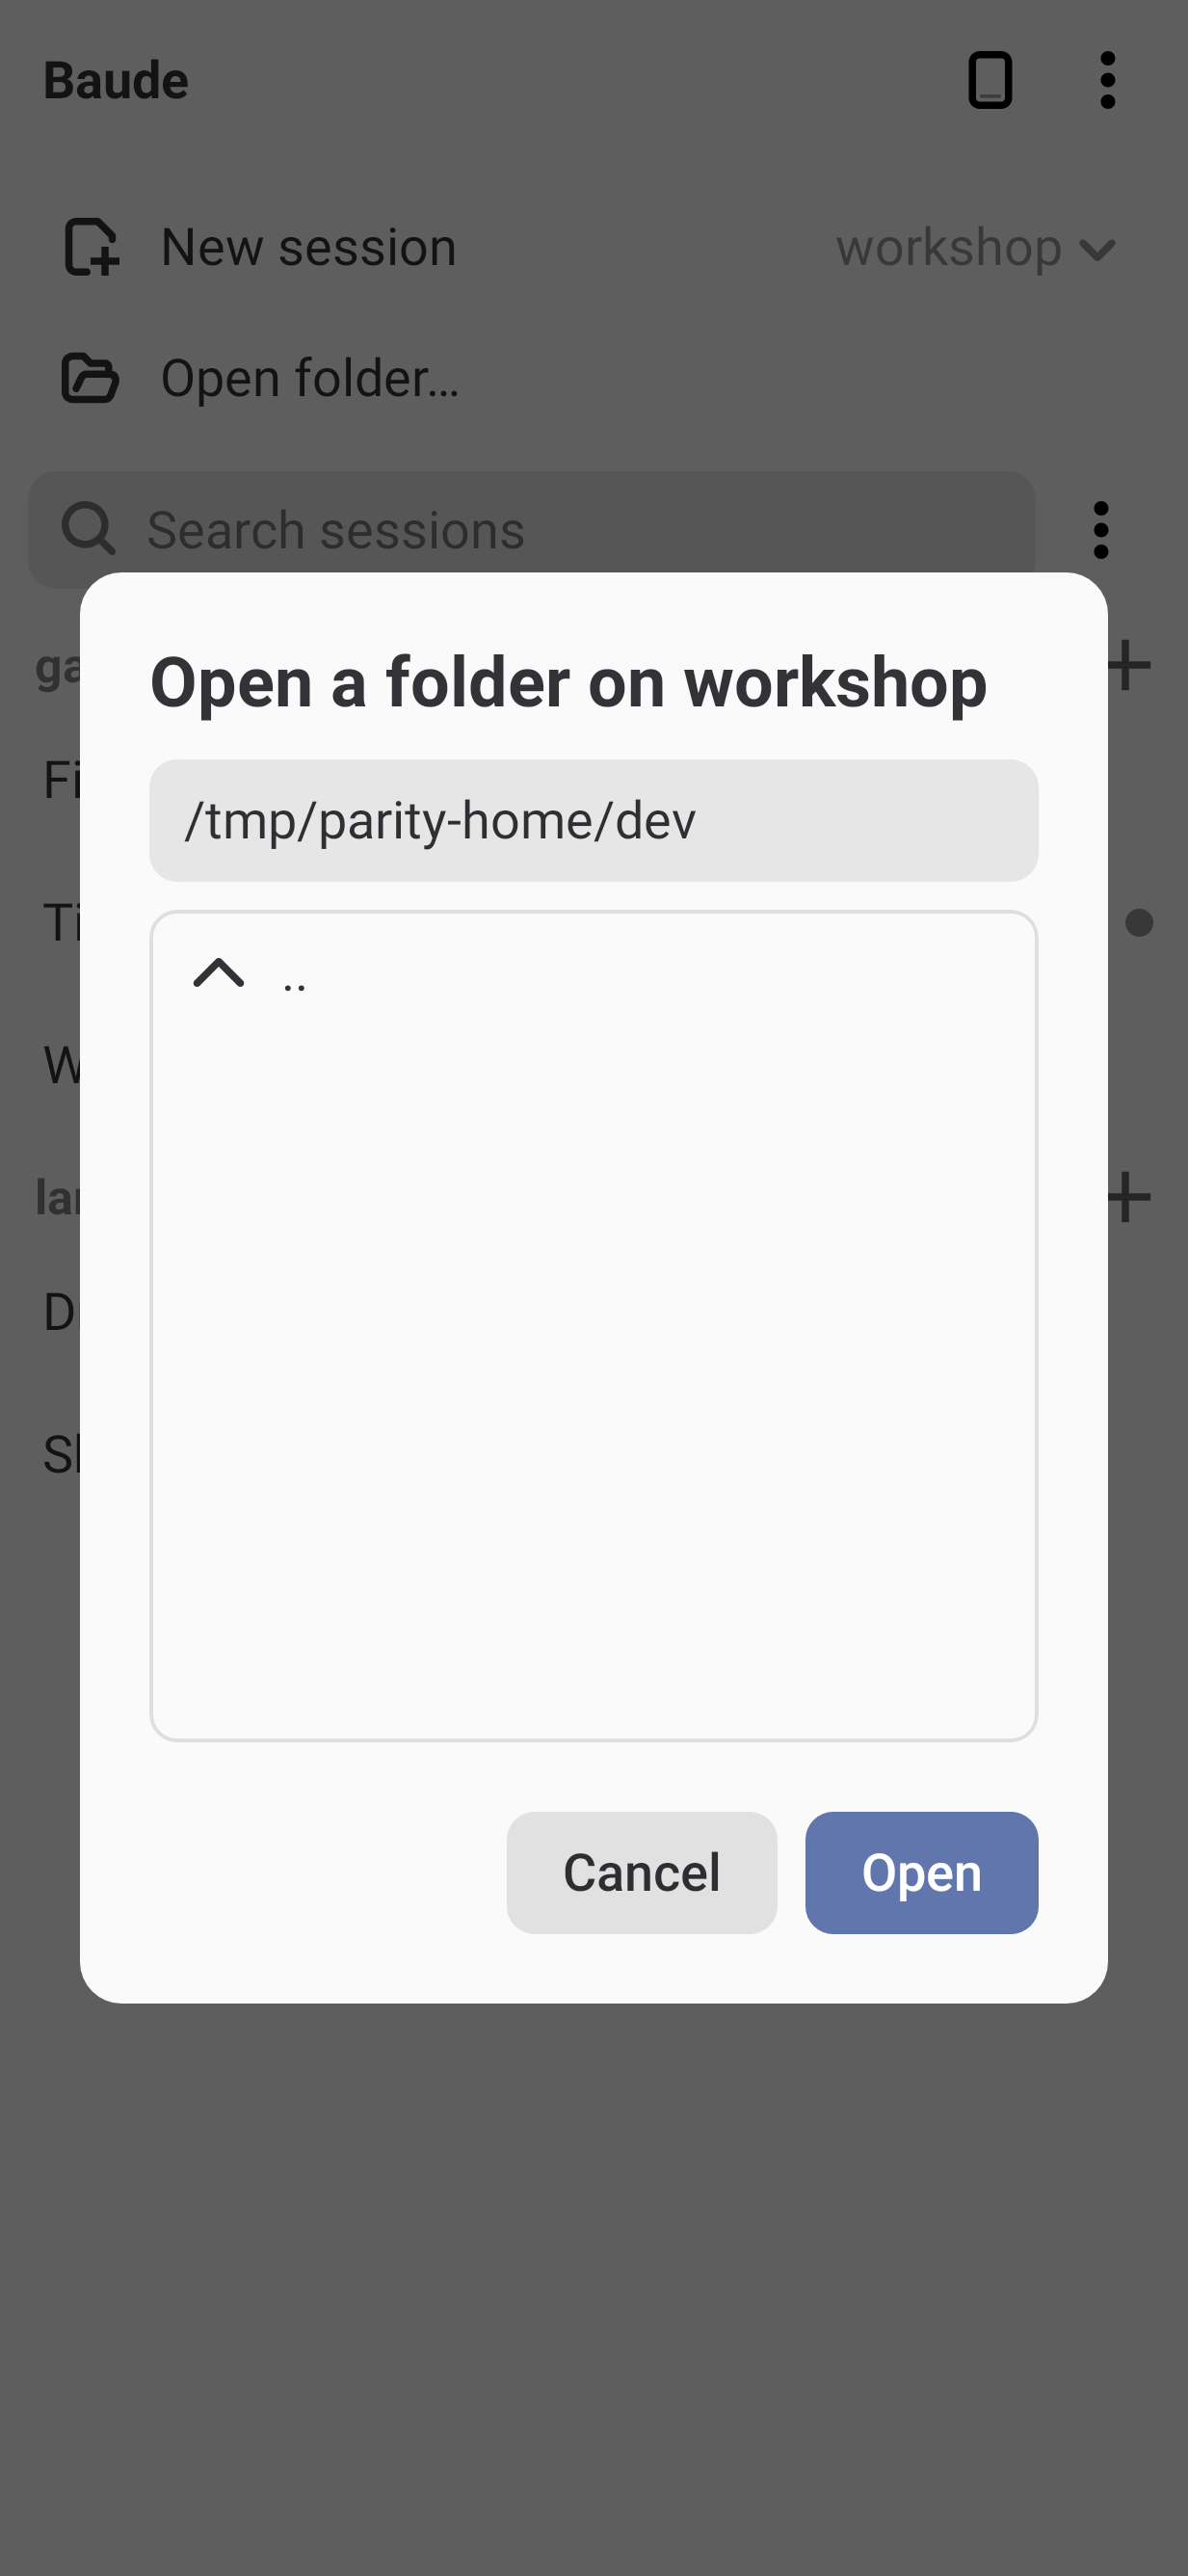 Baude
New session
workshop
Open folder…
Search sessions
Open a folder on workshop
/tmp/parity-home/dev
..
Cancel
Open